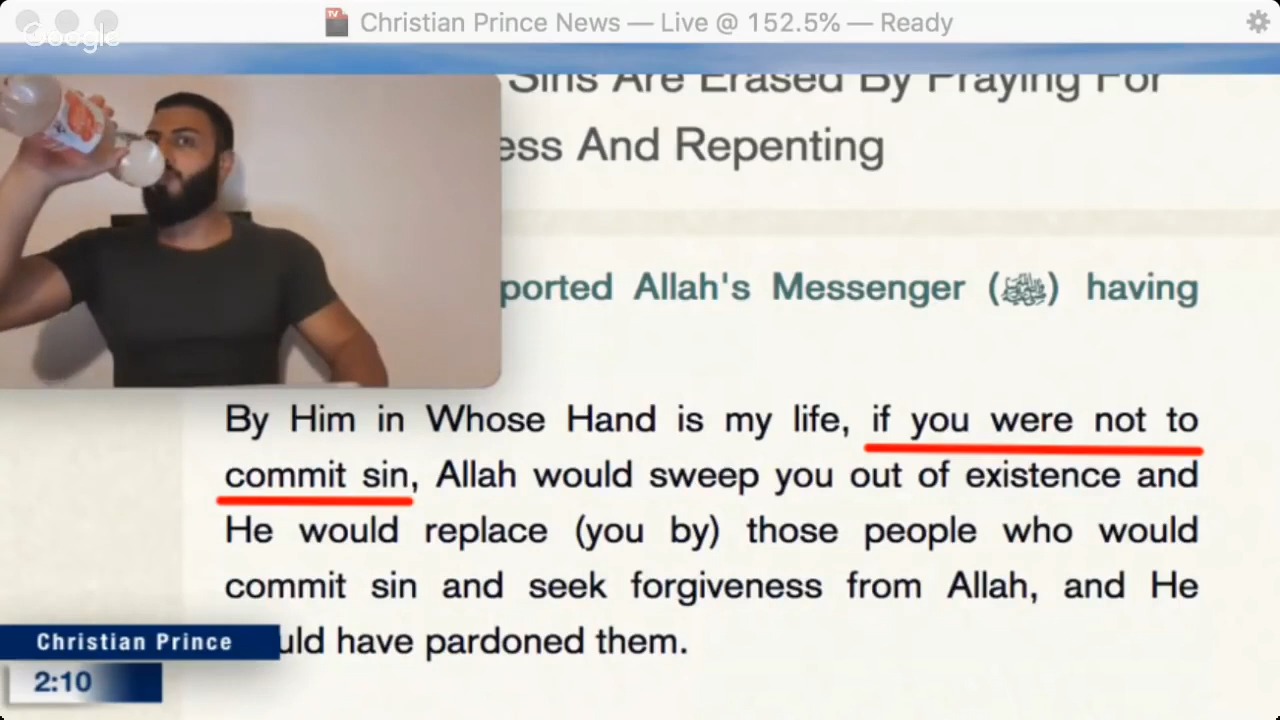 Christian Prince News — Live @ 152.5% — Ready
Google
Sins Are Erased By Praying For
ess And Repenting
ported Allah's Messenger (ﷺ) having
By Him in Whose Hand is my life, if you were not to
commit sin, Allah would sweep you out of existence and
He would replace (you by) those people who would
commit sin and seek forgiveness from Allah, and He
uld have pardoned them.
Christian Prince
2:10